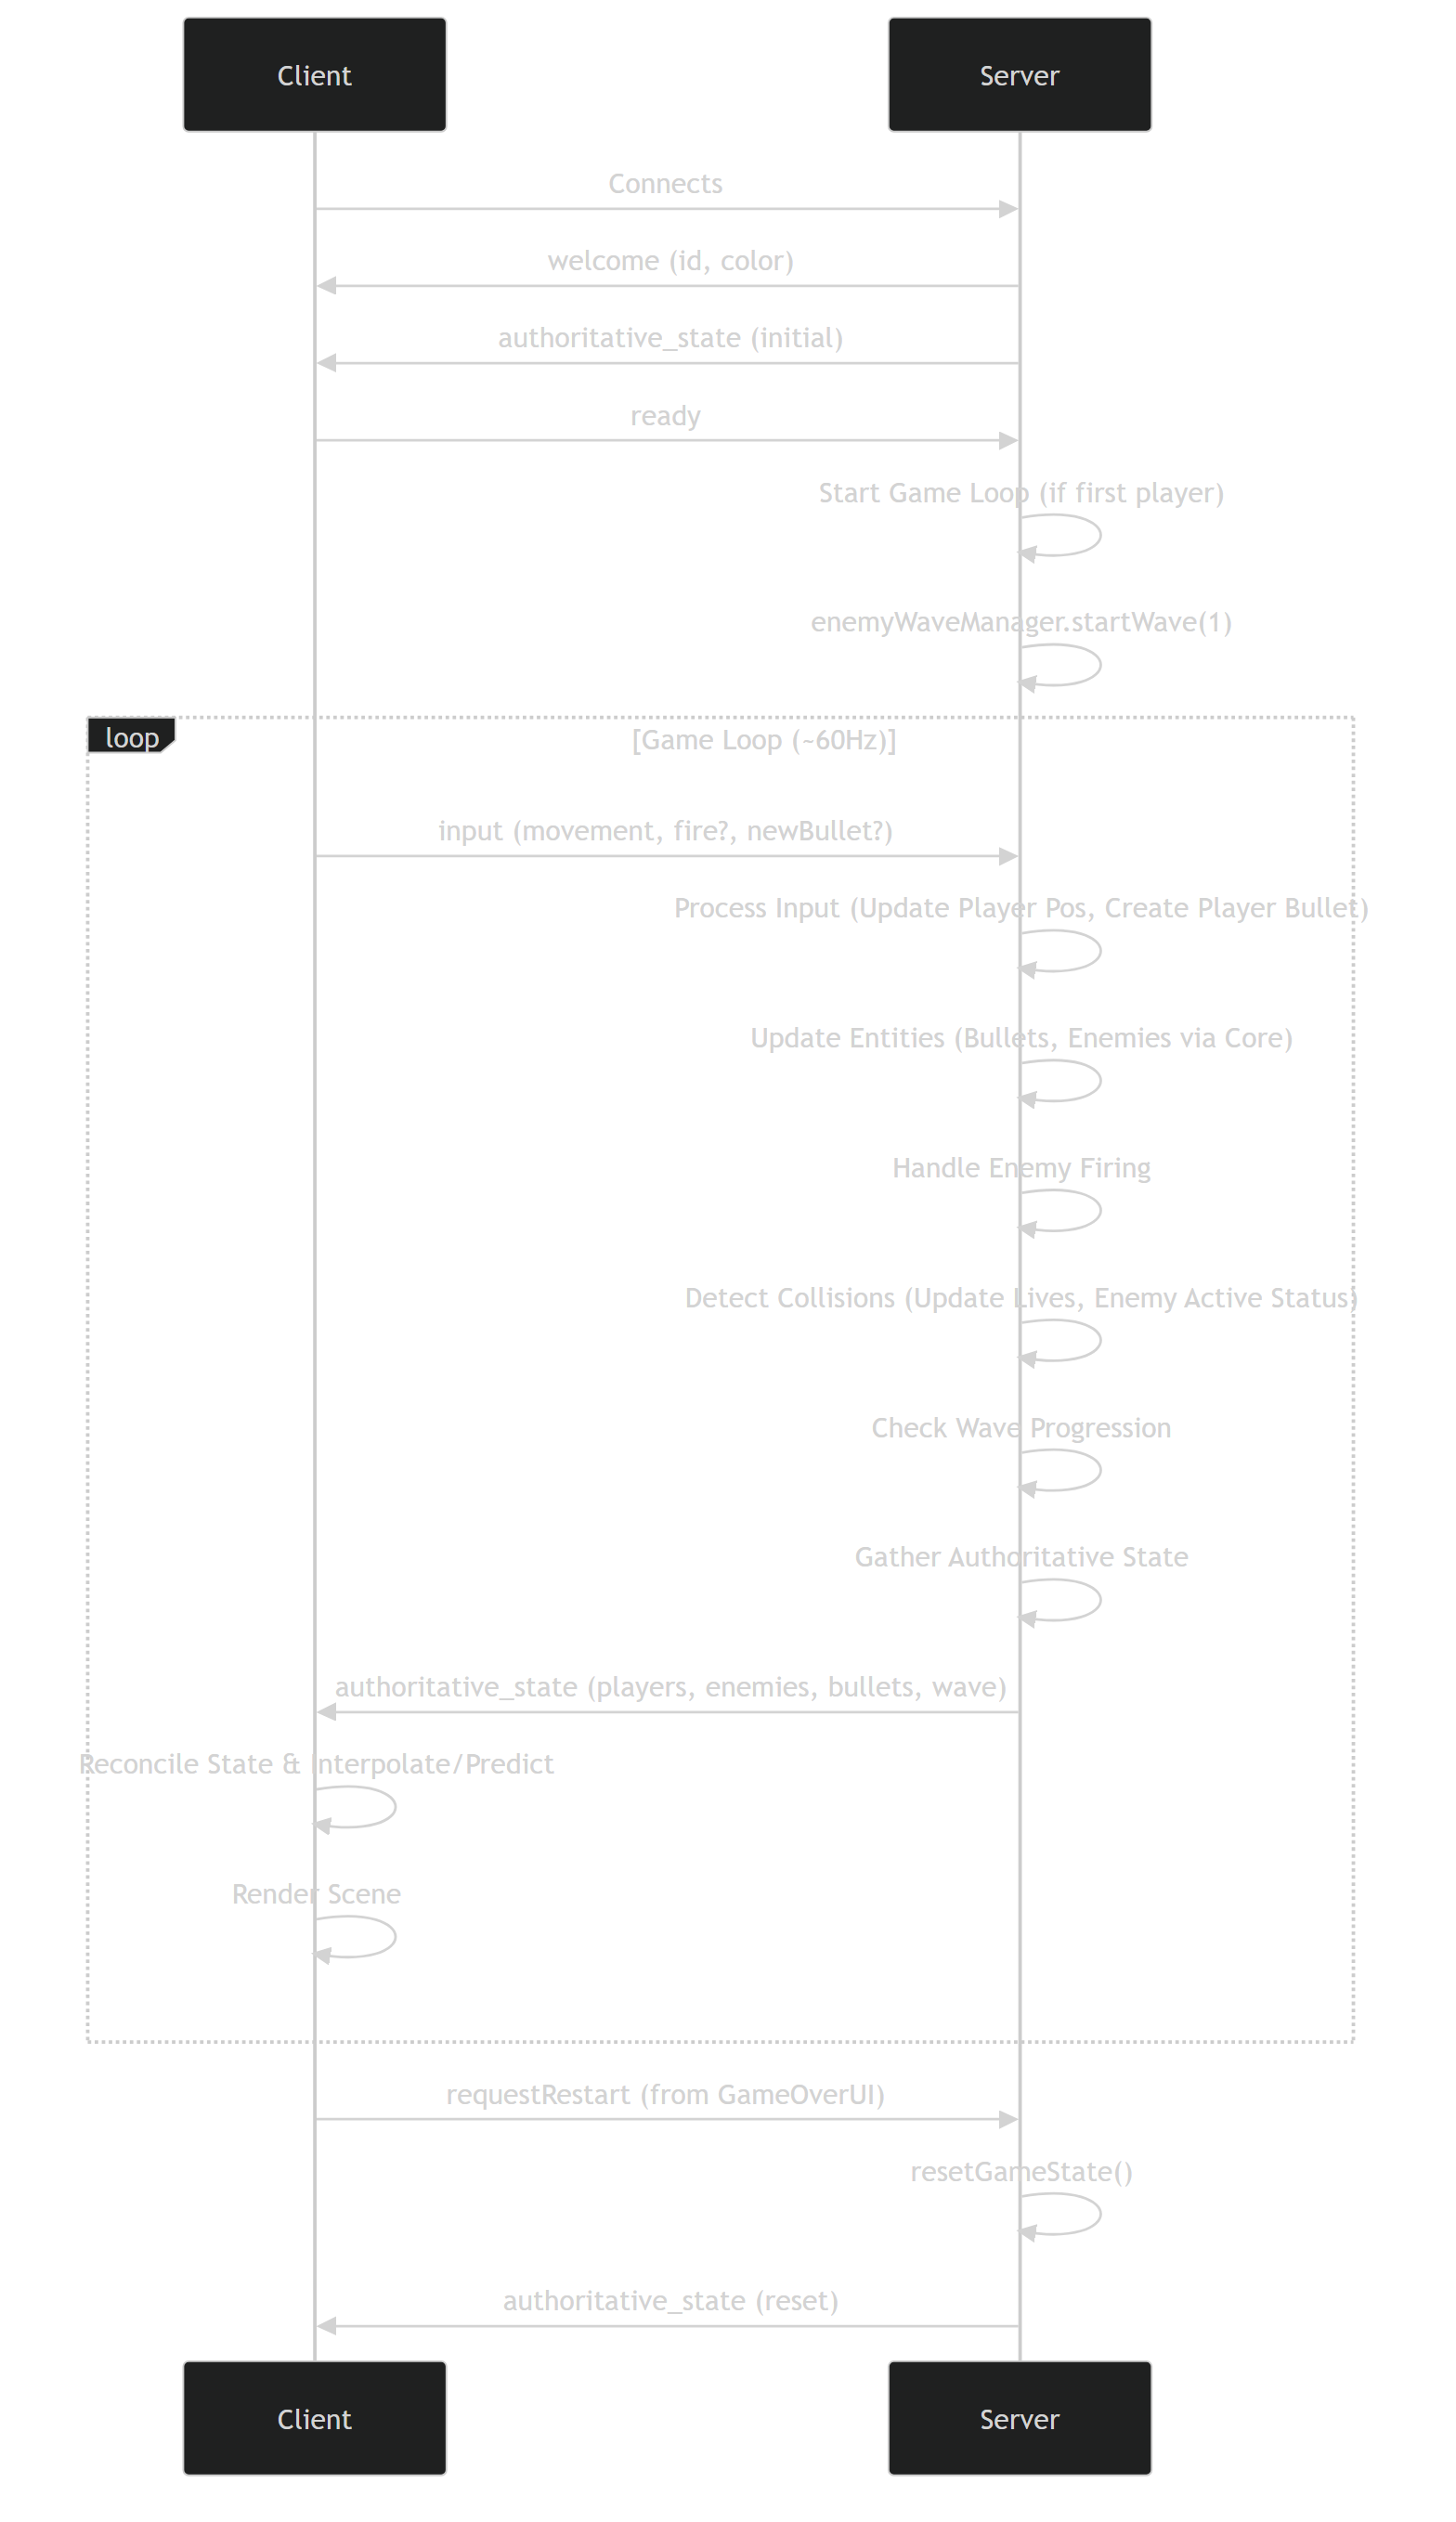 Client
Server
Connects
welcome (id, color)
authoritative_state (initial)
ready
Start Game Loop (if first player)
enemyWaveManager.startWave(1)
loop
[Game Loop (~60Hz)]
input (movement, fire?, newBullet?)
Process Input (Update Player Pos, Create Player Bullet)
Update Entities (Bullets, Enemies via Core)
Handle Enemy Firing
Detect Collisions (Update Lives, Enemy Active Status)
Check Wave Progression
Gather Authoritative State
authoritative_state (players, enemies, bullets, wave)
Reconcile State & Interpolate/Predict
Render Scene
requestRestart (from GameOverUI)
resetGameState()
authoritative_state (reset)
Client
Server